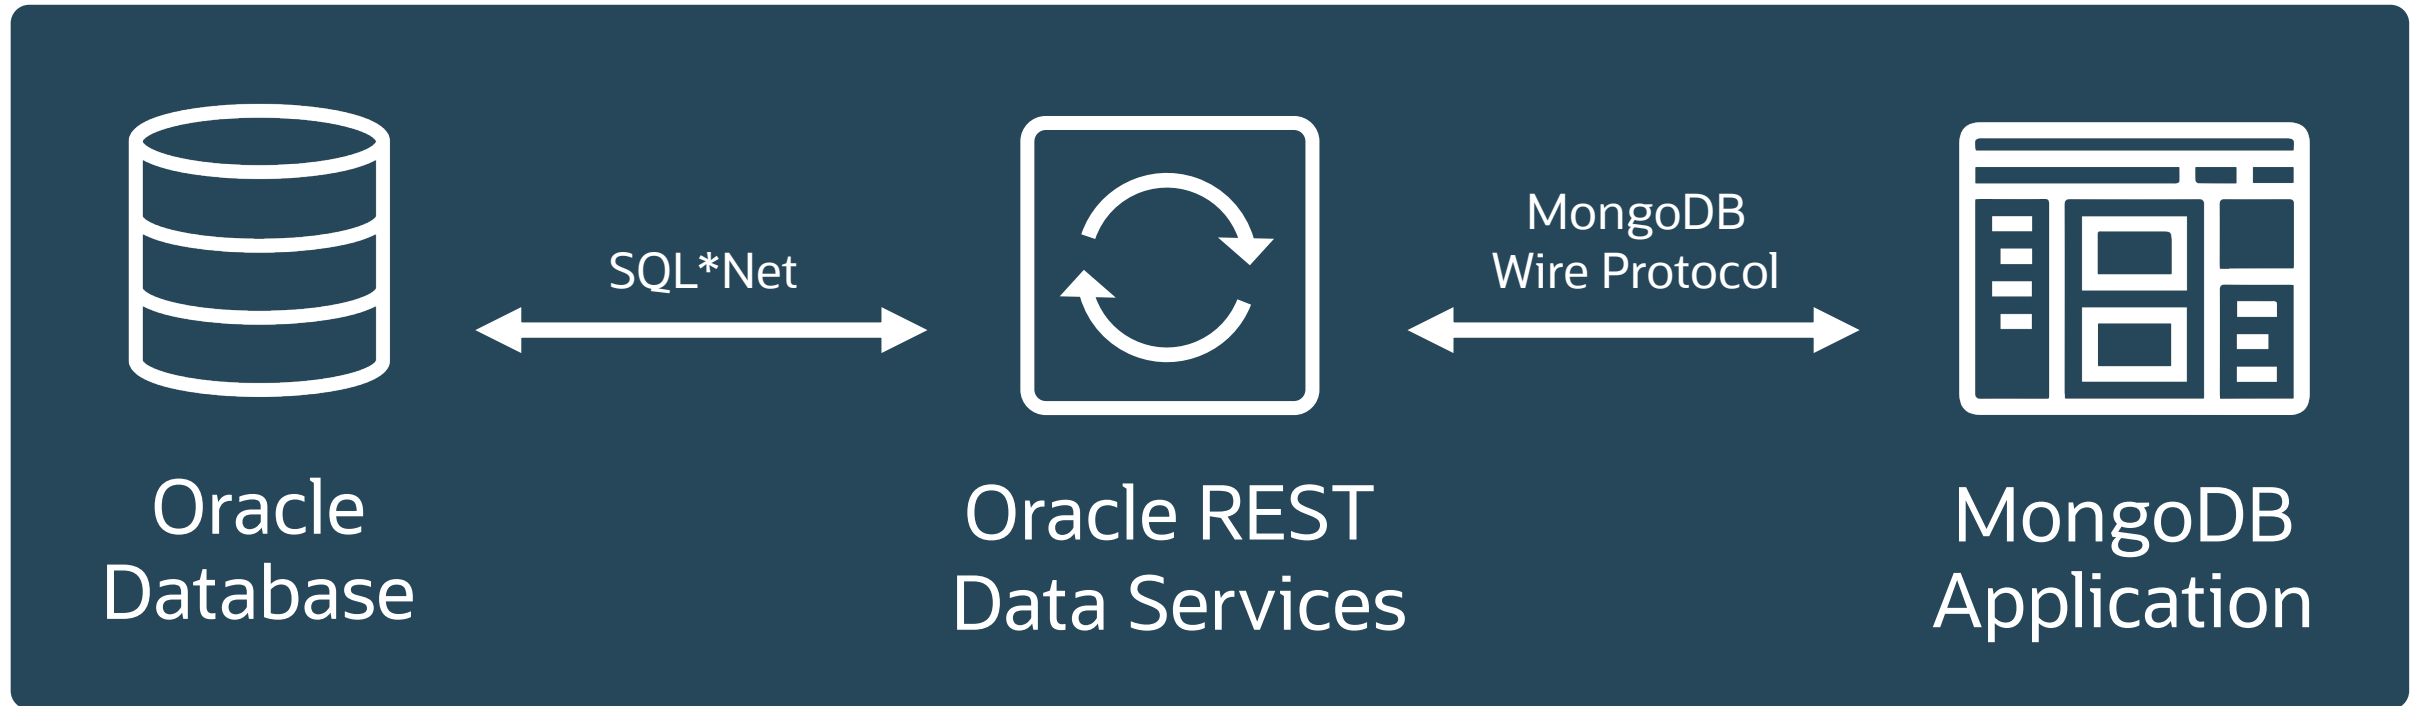 SQL*Net
MongoDB
Wire Protocol
Oracle
Database
Oracle REST
Data Services
MongoDB
Application